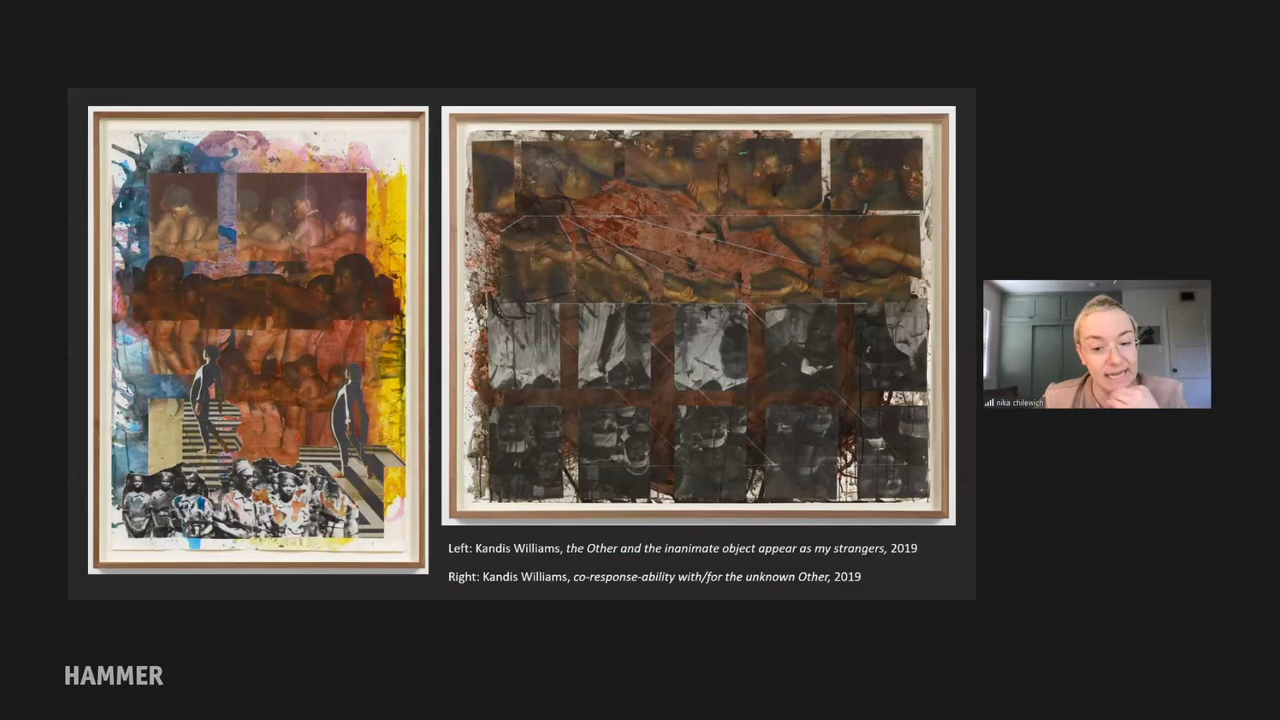 nika chilewich
Left: Kandis Williams, the Other and the inanimate object appear as my strangers, 2019
Right: Kandis Williams, co-response-ability with/for the unknown Other, 2019
HAMMER